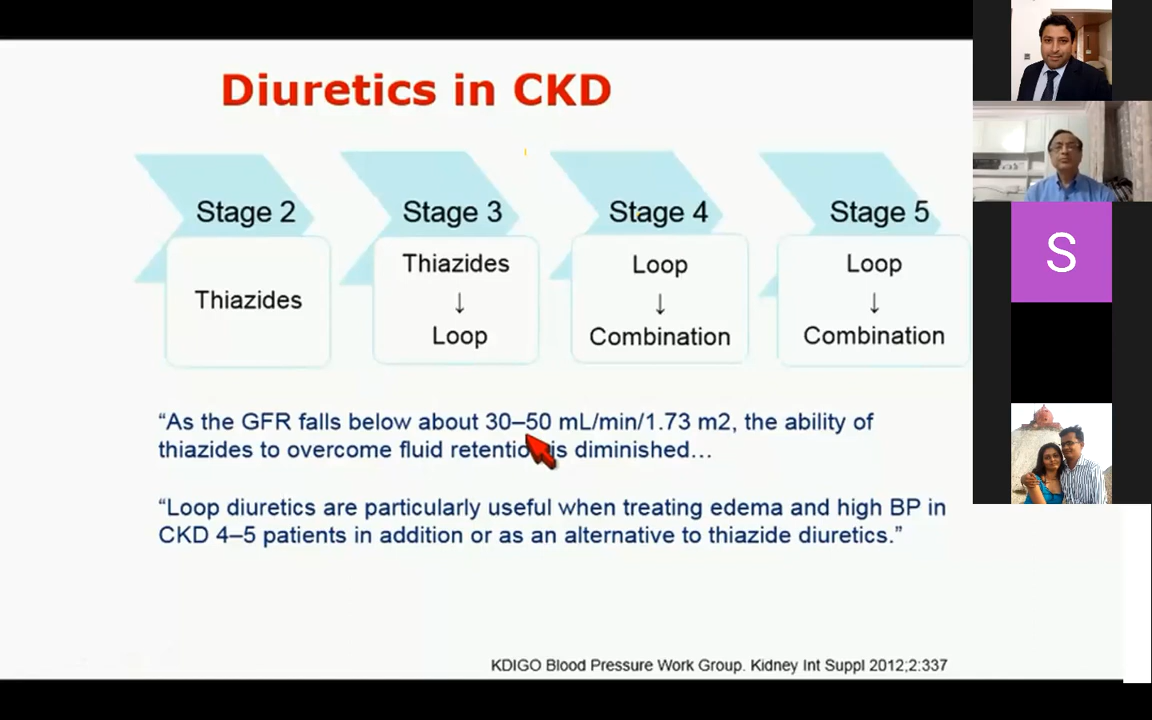 Diuretics in CKD
Stage 2
Stage 3
Stage 4
Stage 5
Thiazides
Thiazides
↓
Loop
Loop
↓
Combination
Loop
↓
Combination
“As the GFR falls below about 30–50 mL/min/1.73 m2, the ability of
thiazides to overcome fluid retention is diminished…
“Loop diuretics are particularly useful when treating edema and high BP in
CKD 4–5 patients in addition or as an alternative to thiazide diuretics.”
KDIGO Blood Pressure Work Group. Kidney Int Suppl 2012;2:337
S